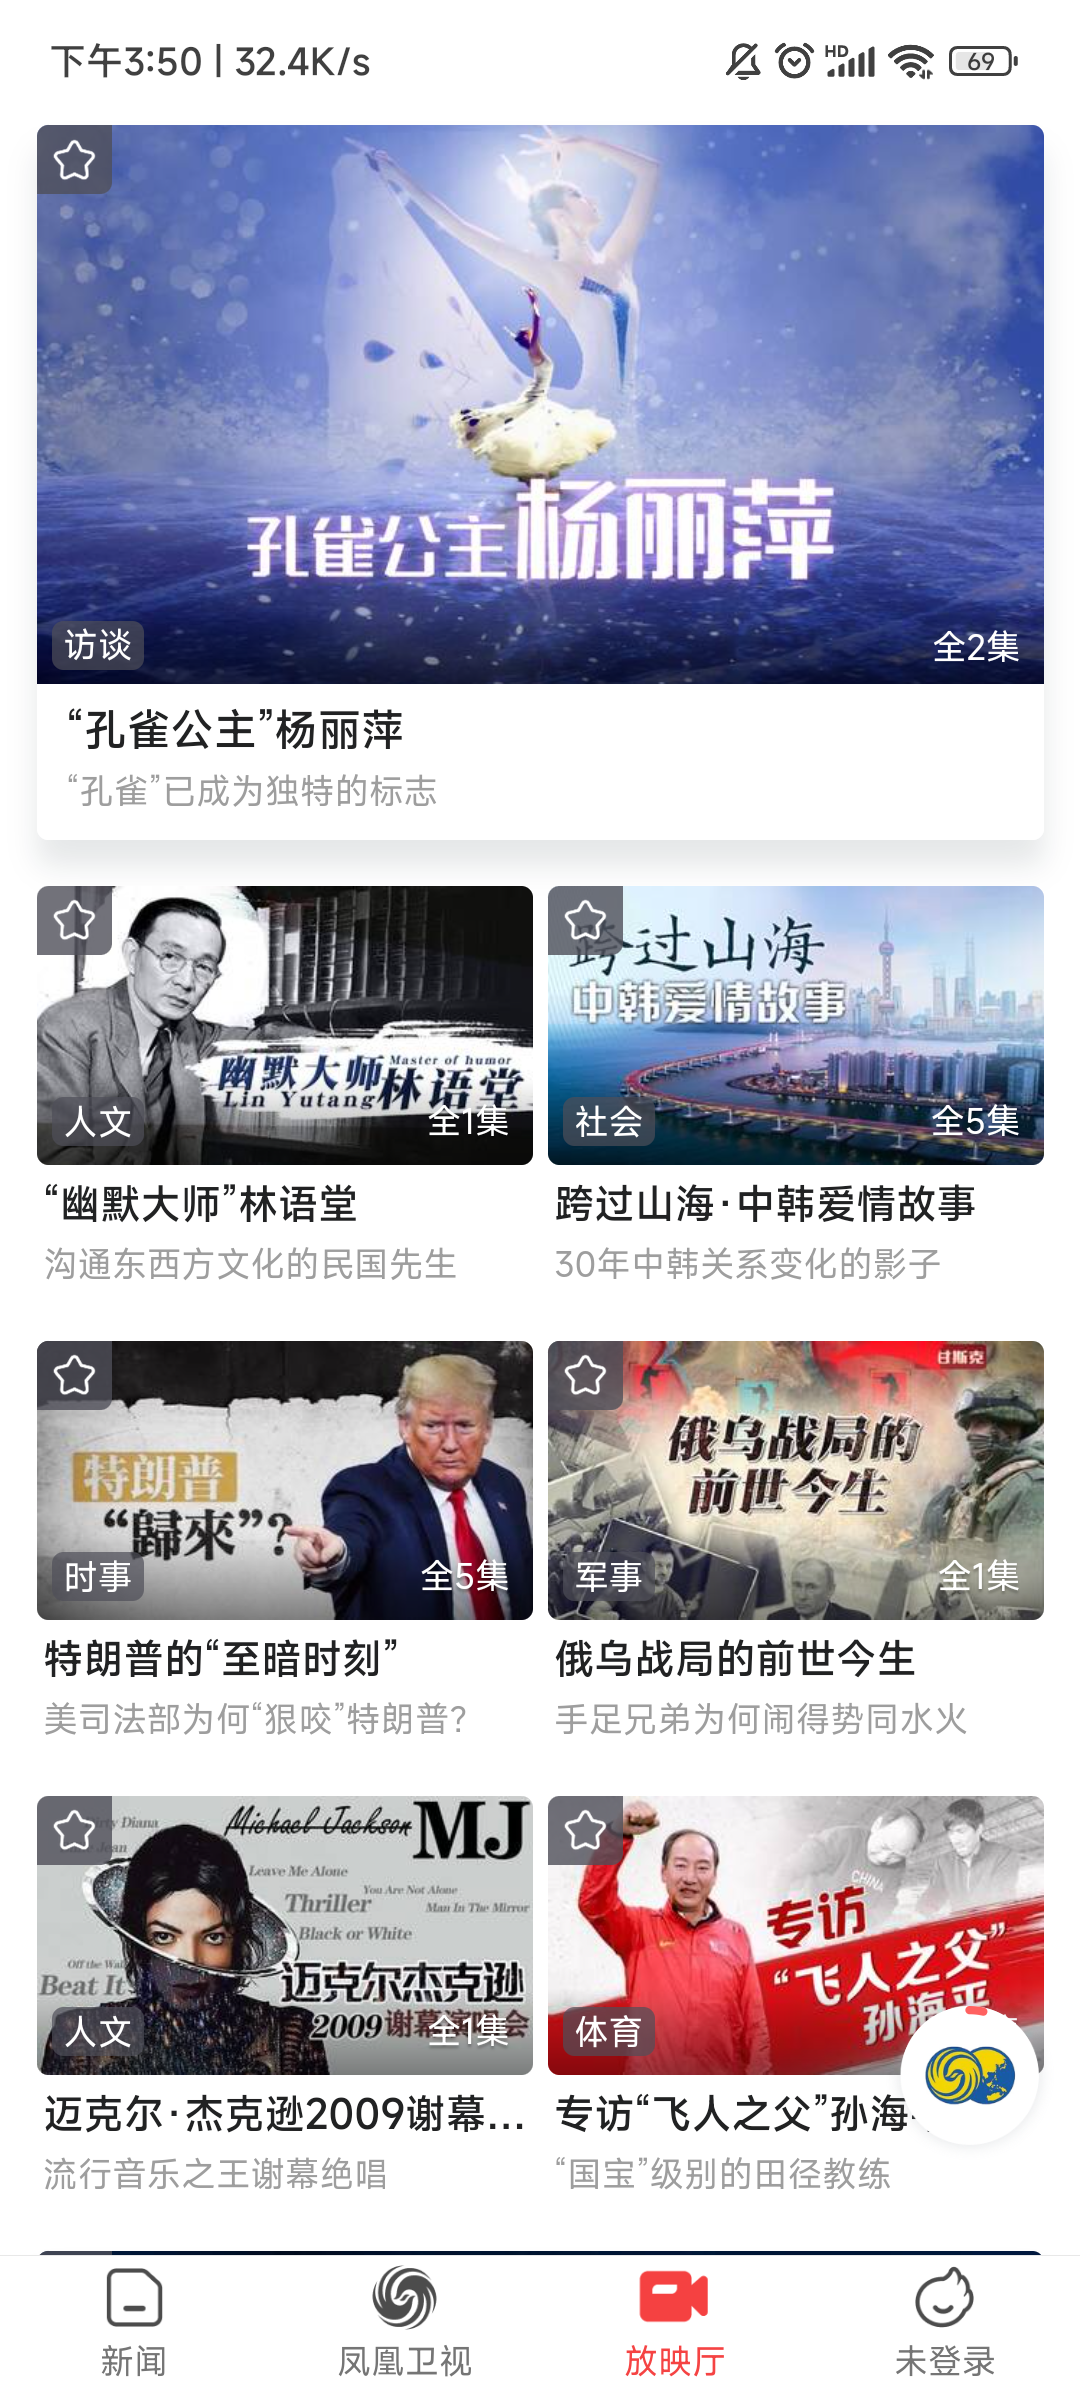 下午3:50 | 32.4K/s
HD
69
孔雀公主杨丽萍
访谈
全2集
“孔雀公主”杨丽萍
“孔雀”已成为独特的标志
幽默大师
Master of humor
林语堂
Lin Yutang
人文
全1集
跨过山海
中韩爱情故事
社会
全5集
“幽默大师”林语堂
沟通东西方文化的民国先生
跨过山海·中韩爱情故事
30年中韩关系变化的影子
特朗普
“歸來”?
时事
全5集
甘斯克
俄乌战局的
前世今生
军事
全1集
特朗普的“至暗时刻”
美司法部为何“狠咬”特朗普?
俄乌战局的前世今生
手足兄弟为何闹得势同水火
Michael Jackson
MJ
Dirty Diana
Jean
Leave Me Alone
You Are Not Alone
Thriller
Man In The Mirror
Black or White
Off the Wall
Beat It
迈克尔杰克逊
2009谢幕演唱会
人文
全1集
CHINA
专访
“飞人之父”
孙海平
体育
迈克尔·杰克逊2009谢幕...
流行音乐之王谢幕绝唱
专访“飞人之父”孙海
“国宝”级别的田径教练
新闻
凤凰卫视
放映厅
未登录